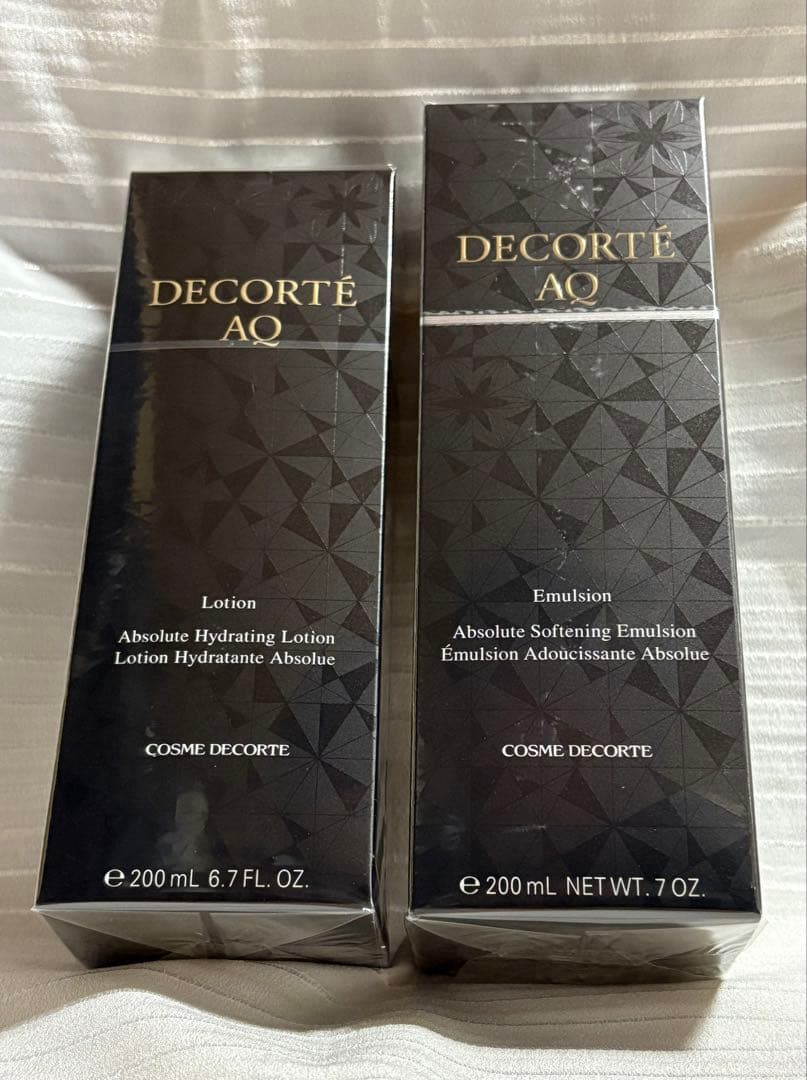 DECORTÉ
AQ
Lotion
Absolute Hydrating Lotion
Lotion Hydratante Absolue
COSME DECORTE
℮ 200 mL 6.7 FL. OZ.
DECORTÉ
AQ
Emulsion
Absolute Softening Emulsion
Émulsion Adoucissante Absolue
COSME DECORTE
℮ 200 mL NET WT. 7 OZ.